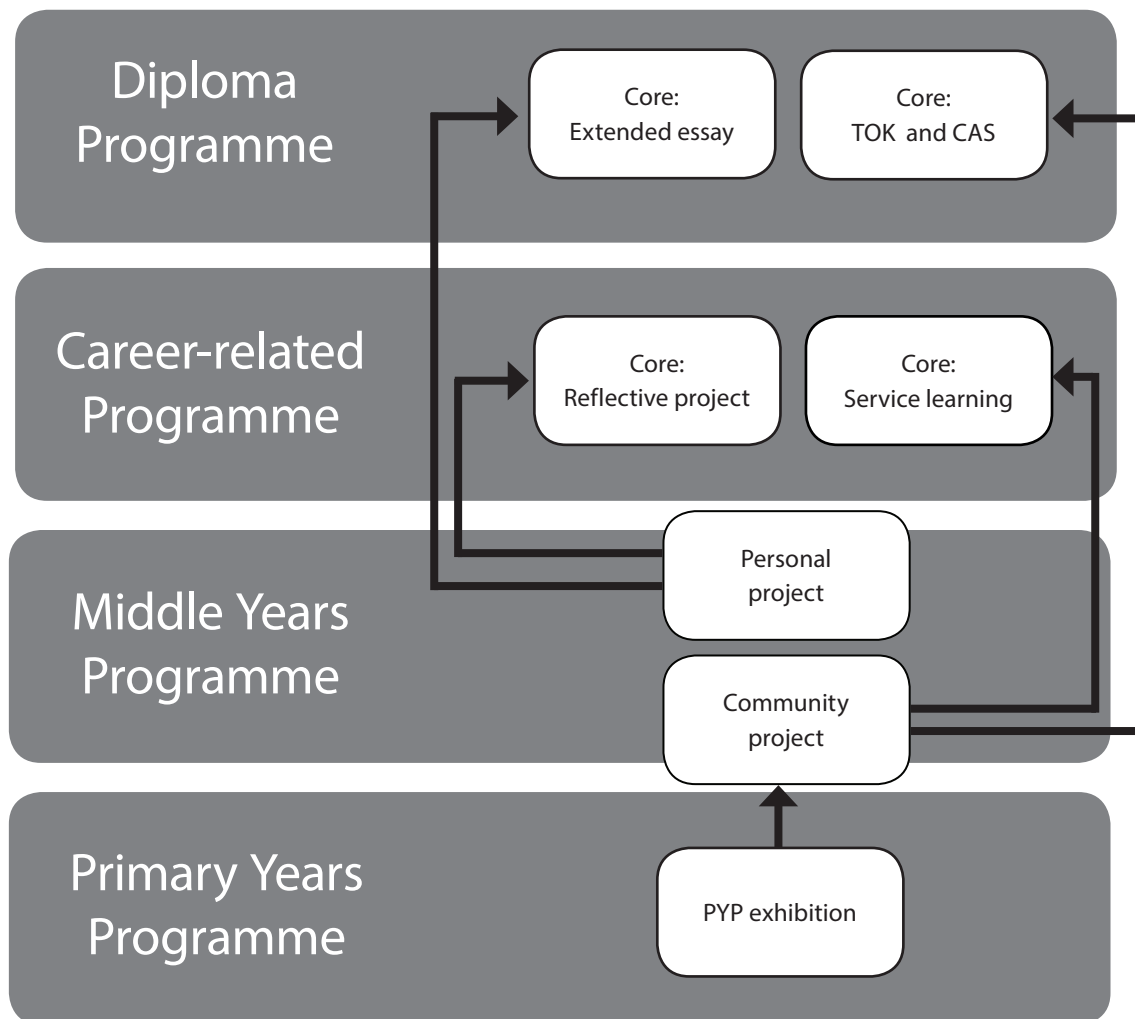 Diploma
Programme
Core:
Extended essay
Core:
TOK and CAS
Career-related
Programme
Core:
Reflective project
Core:
Service learning
Middle Years
Programme
Personal
project
Community
project
Primary Years
Programme
PYP exhibition